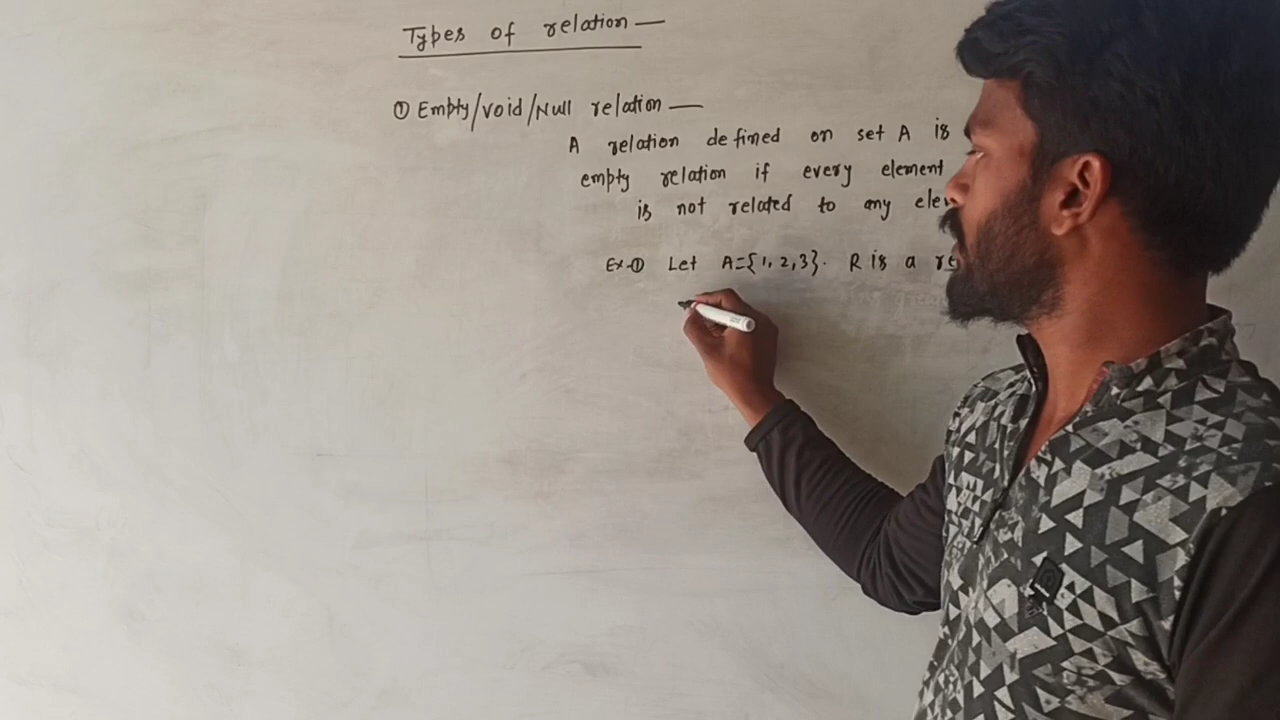 Types of relation —
① Empty/void/Null relation —
A relation defined on set A is
empty relation if every element
is not related to any
Ex-① Let A={1,2,3}. R is a